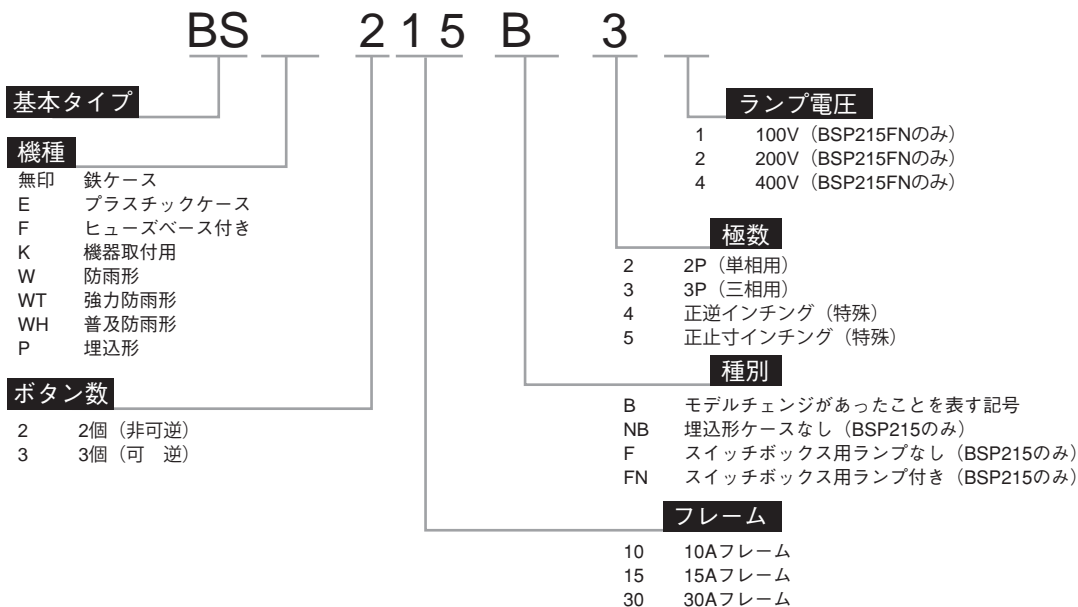 BS 2 1 5 B 3
基本タイプ
機種
無印 鉄ケース
E プラスチックケース
F ヒューズベース付き
K 機器取付用
W 防雨形
WT 強力防雨形
WH 普及防雨形
P 埋込形
ボタン数
2 2個（非可逆）
3 3個（可　逆）
ランプ電圧
1 100V（BSP215FNのみ）
2 200V（BSP215FNのみ）
4 400V（BSP215FNのみ）
極数
2 2P（単相用）
3 3P（三相用）
4 正逆インチング（特殊）
5 正止寸インチング（特殊）
種別
B モデルチェンジがあったことを表す記号
NB 埋込形ケースなし（BSP215のみ）
F スイッチボックス用ランプなし（BSP215のみ）
FN スイッチボックス用ランプ付き（BSP215のみ）
フレーム
10 10Aフレーム
15 15Aフレーム
30 30Aフレーム